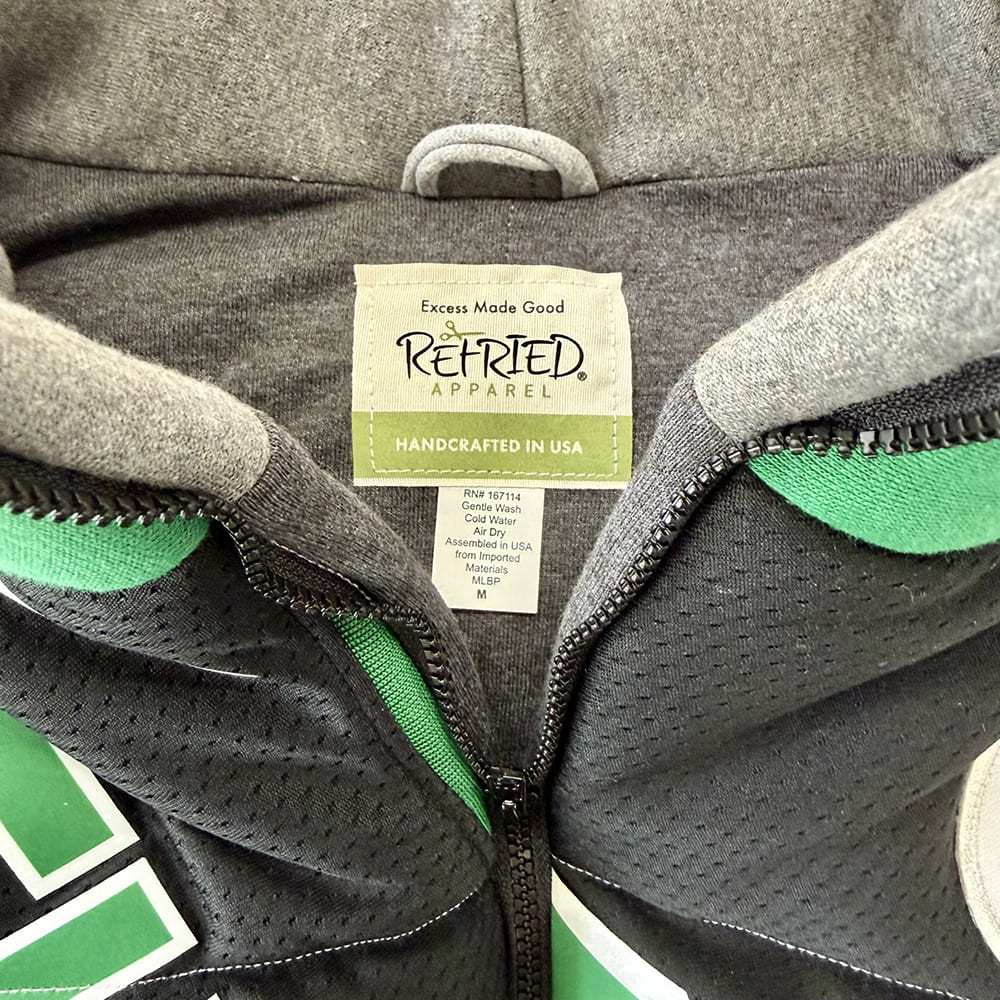 Excess Made Good
REtRIED®
APPAREL
HANDCRAFTED IN USA
RN# 167114
Gentle Wash
Cold Water
Air Dry
Assembled in USA
from Imported
Materials
MLBP
M